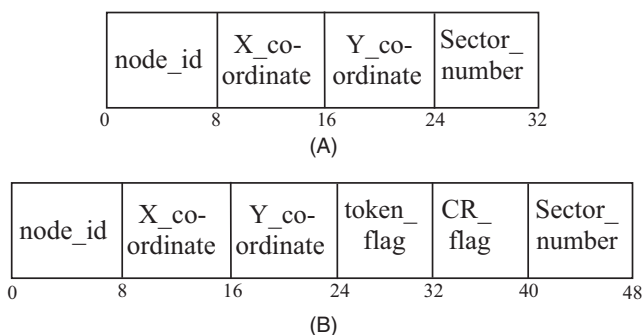 node_id X_co- Y_co- Sector_
ordinate ordinate number
0 8 16 24 32
(A)
node_id X_co- Y_co- token_ CR_ Sector_
ordinate ordinate flag flag number
0 8 16 24 32 40 48
(B)